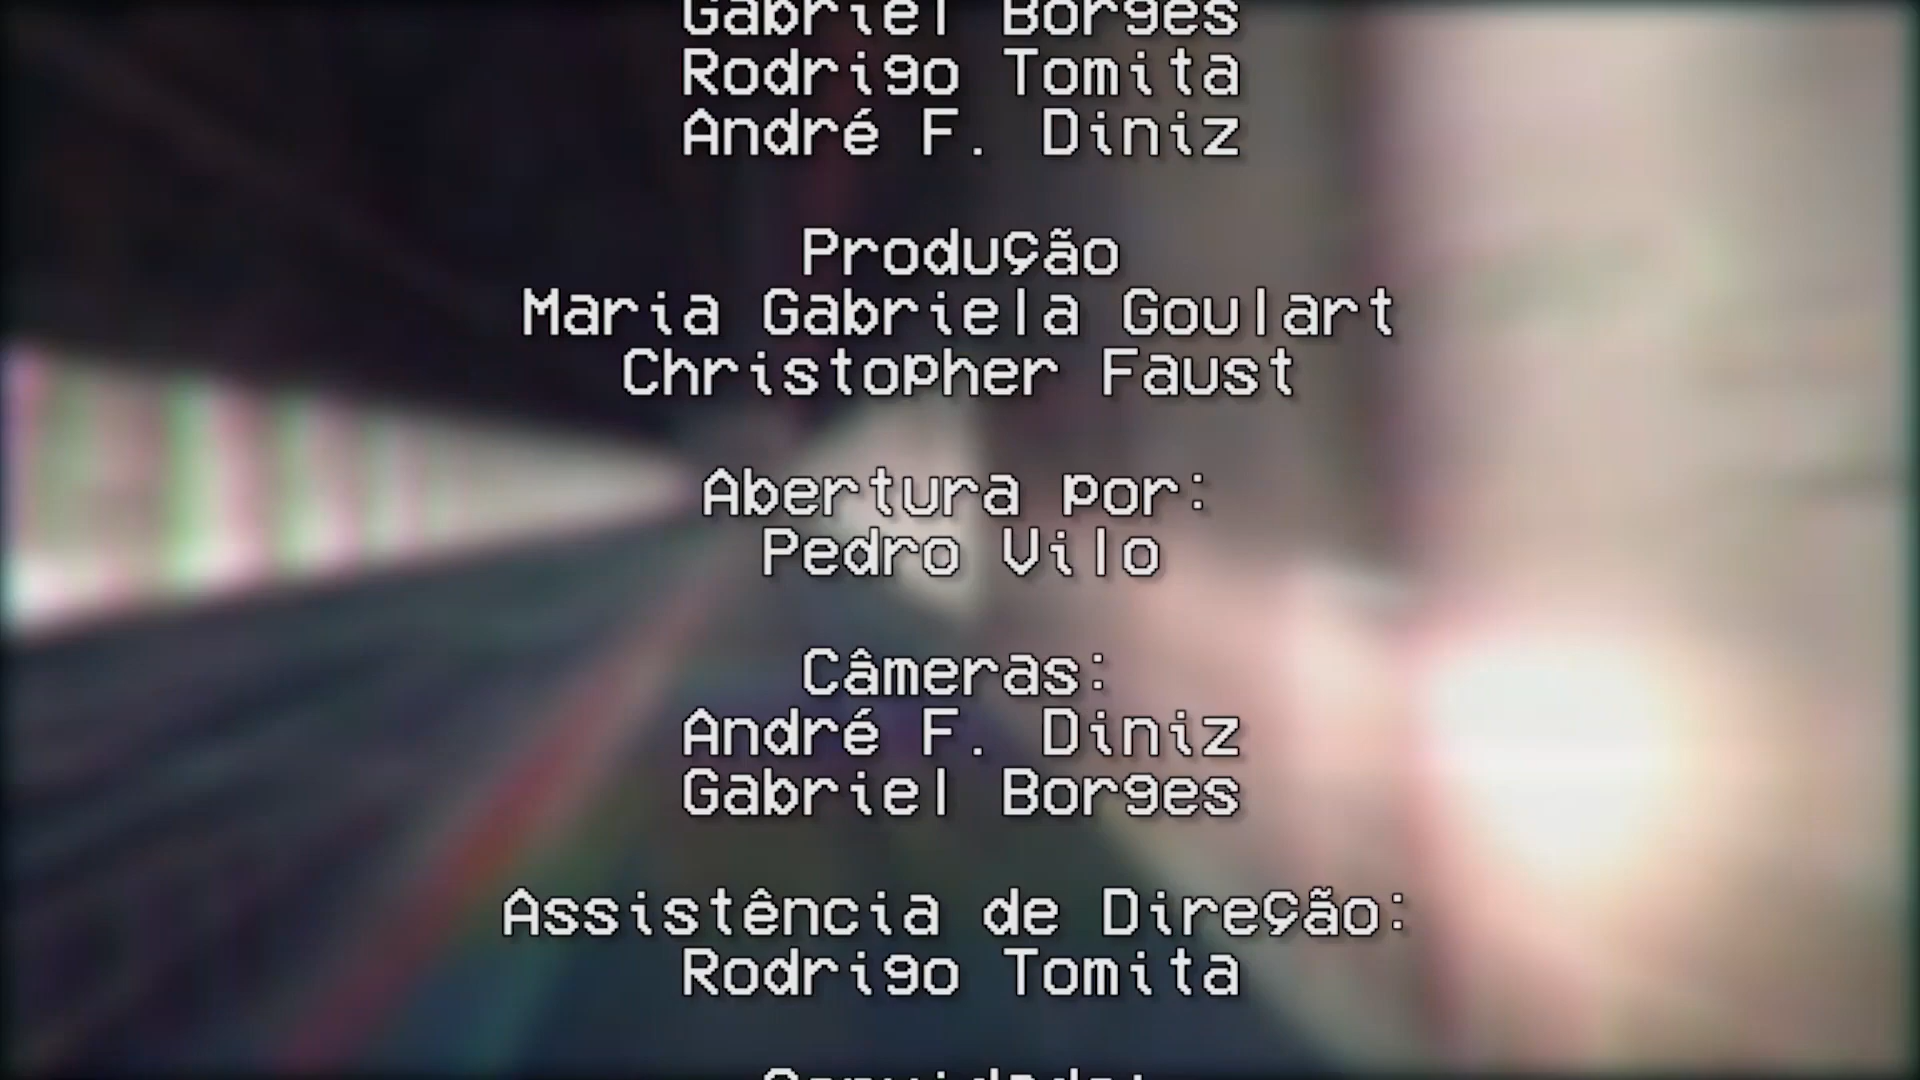 Gabriel Borges
Rodrigo Tomita
André F. Diniz
Produção
Maria Gabriela Goulart
Christopher Faust
Abertura por:
Pedro Vilo
Câmeras:
André F. Diniz
Gabriel Borges
Assistência de Direção:
Rodrigo Tomita